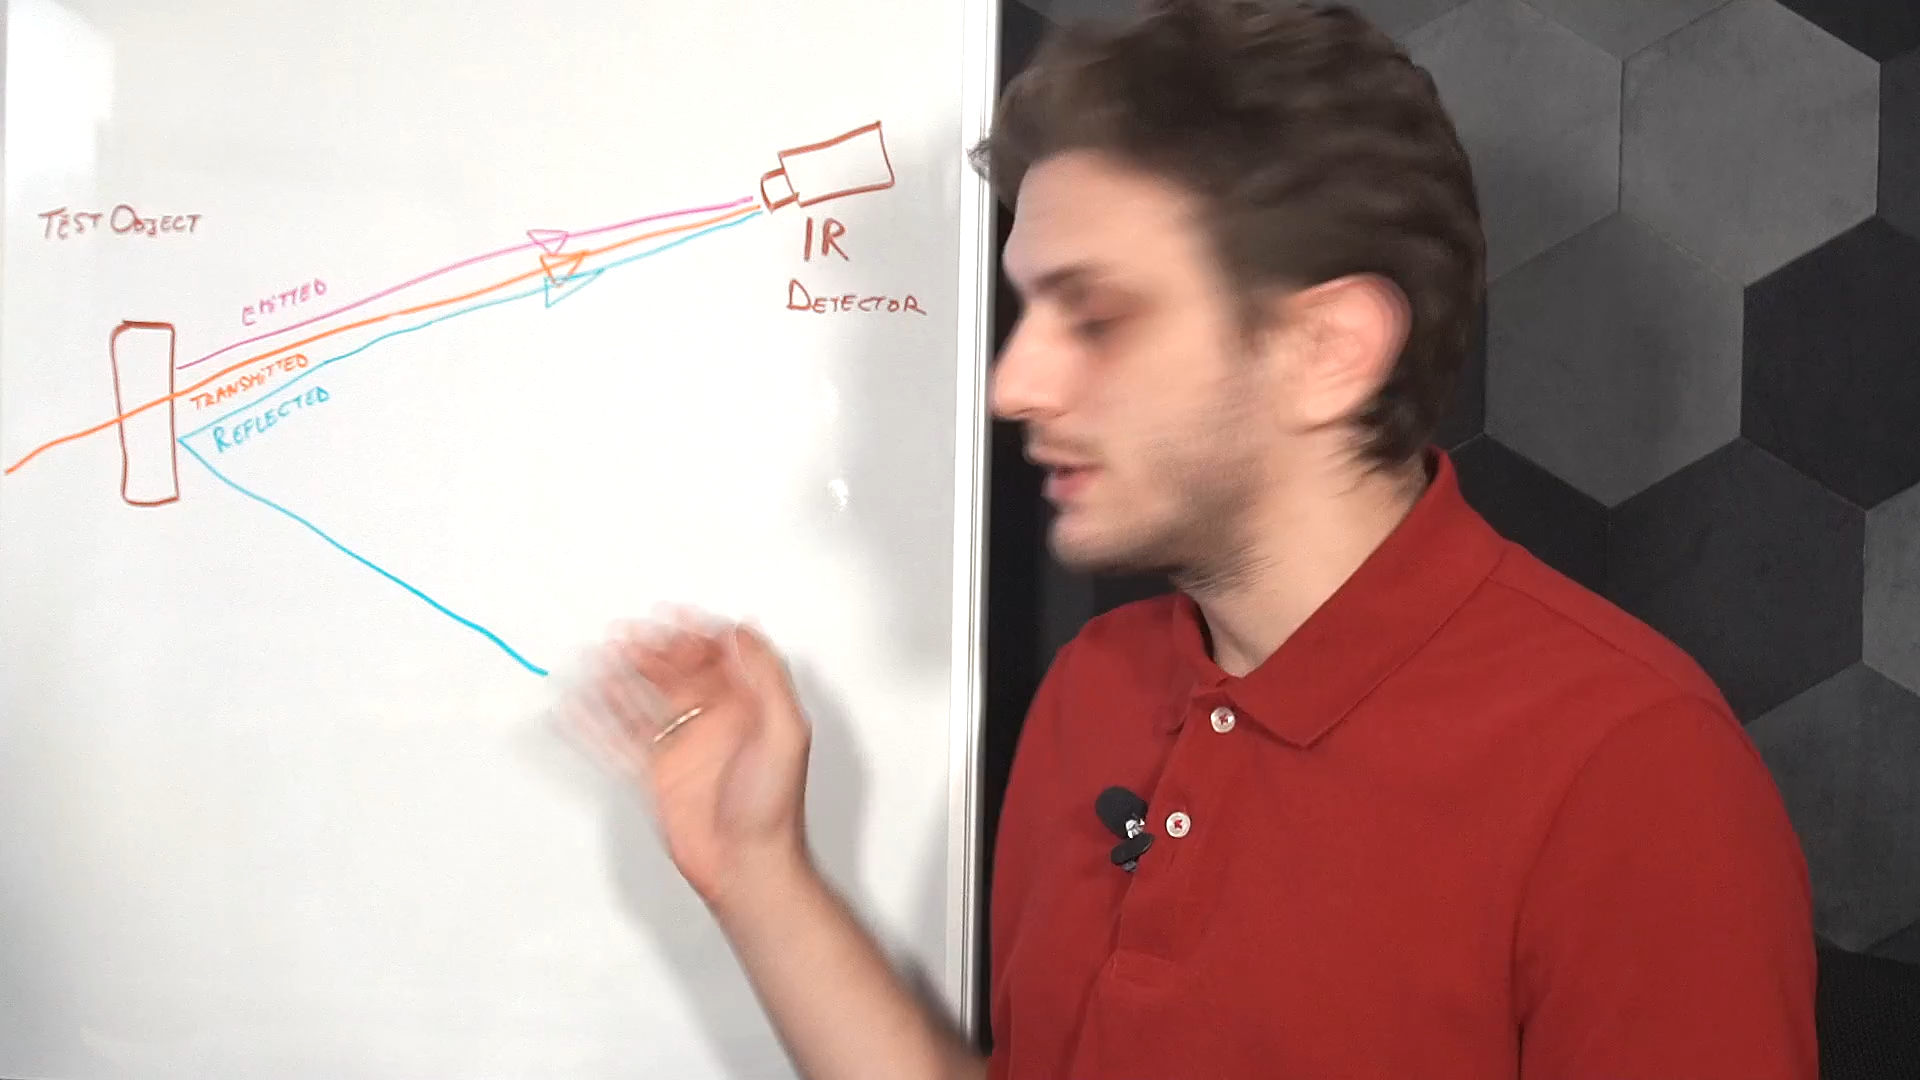 TEST OBJECT
IR
DETECTOR
EMITTED
TRANSMITTED
REFLECTED